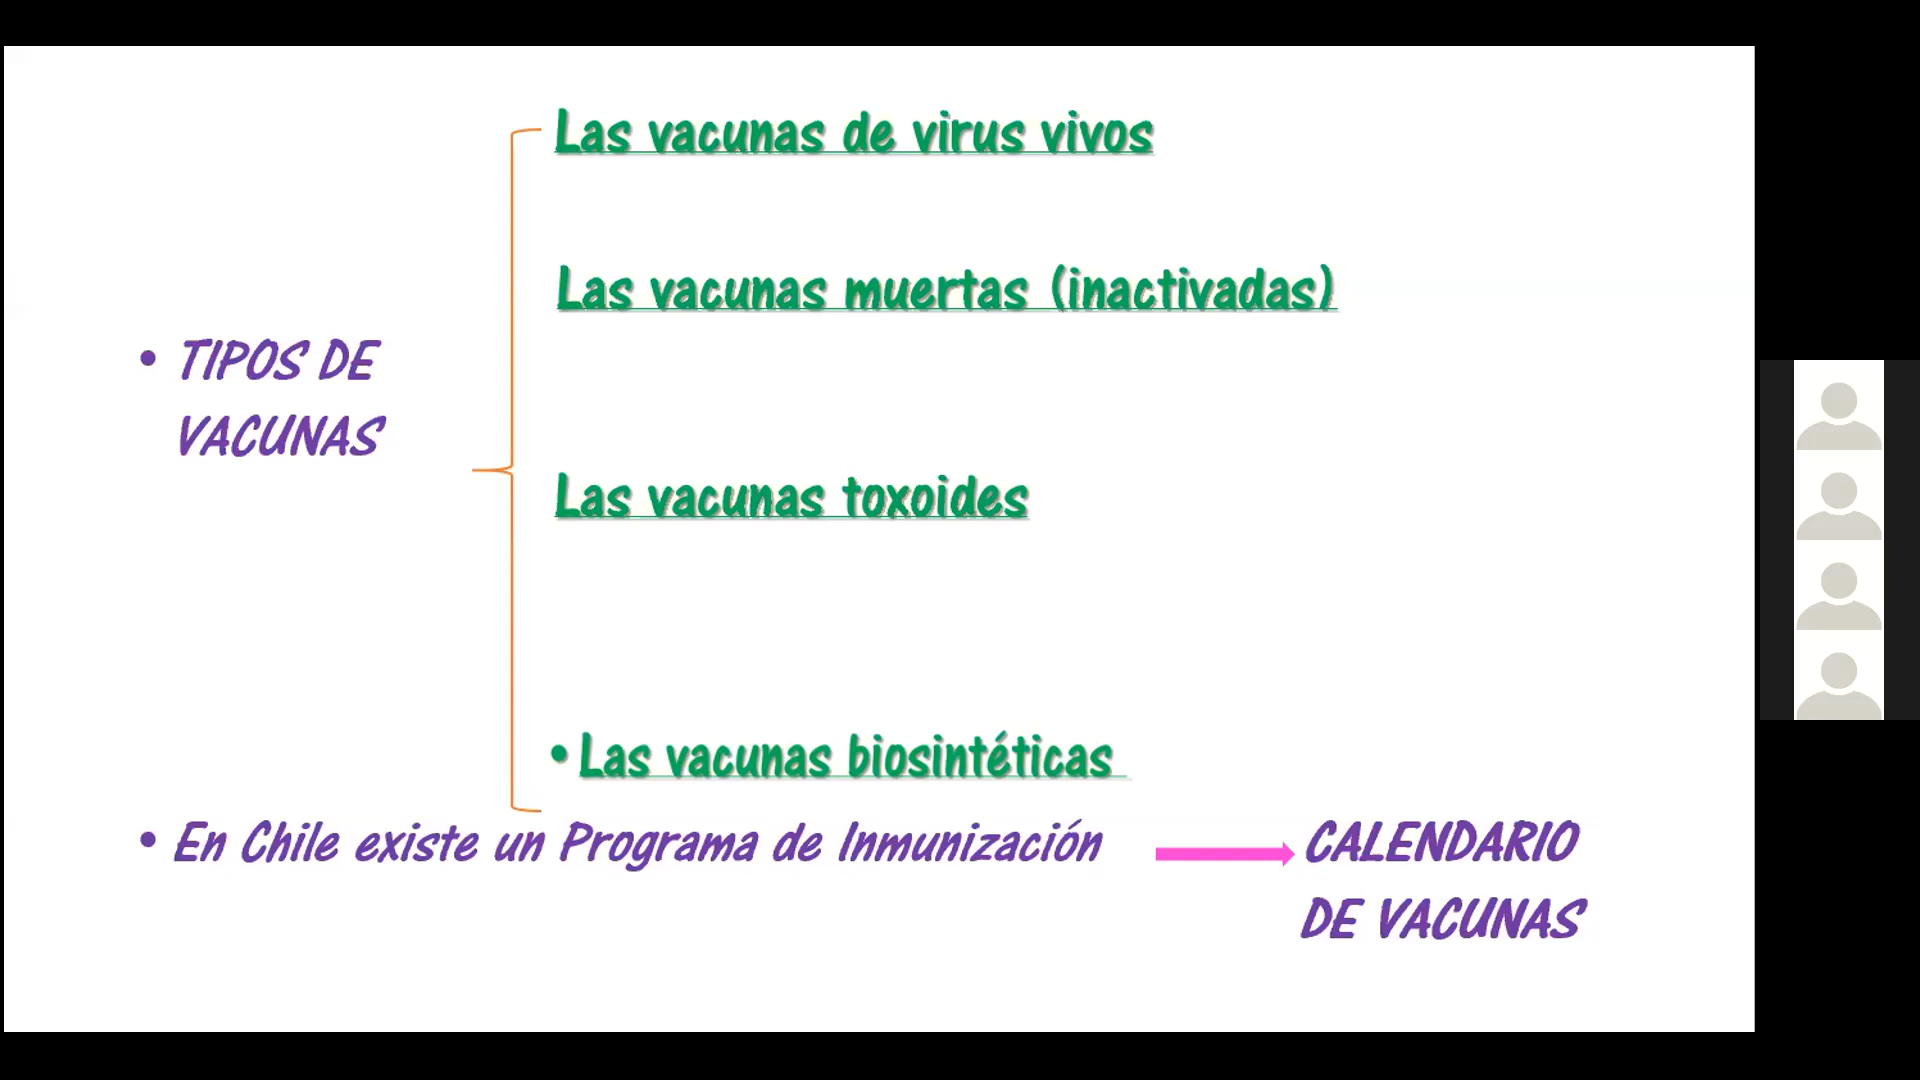 Las vacunas de virus vivos
Las vacunas muertas (inactivadas)
• TIPOS DE
VACUNAS
Las vacunas toxoides
• Las vacunas biosintéticas
• En Chile existe un Programa de Inmunización
CALENDARIO
DE VACUNAS